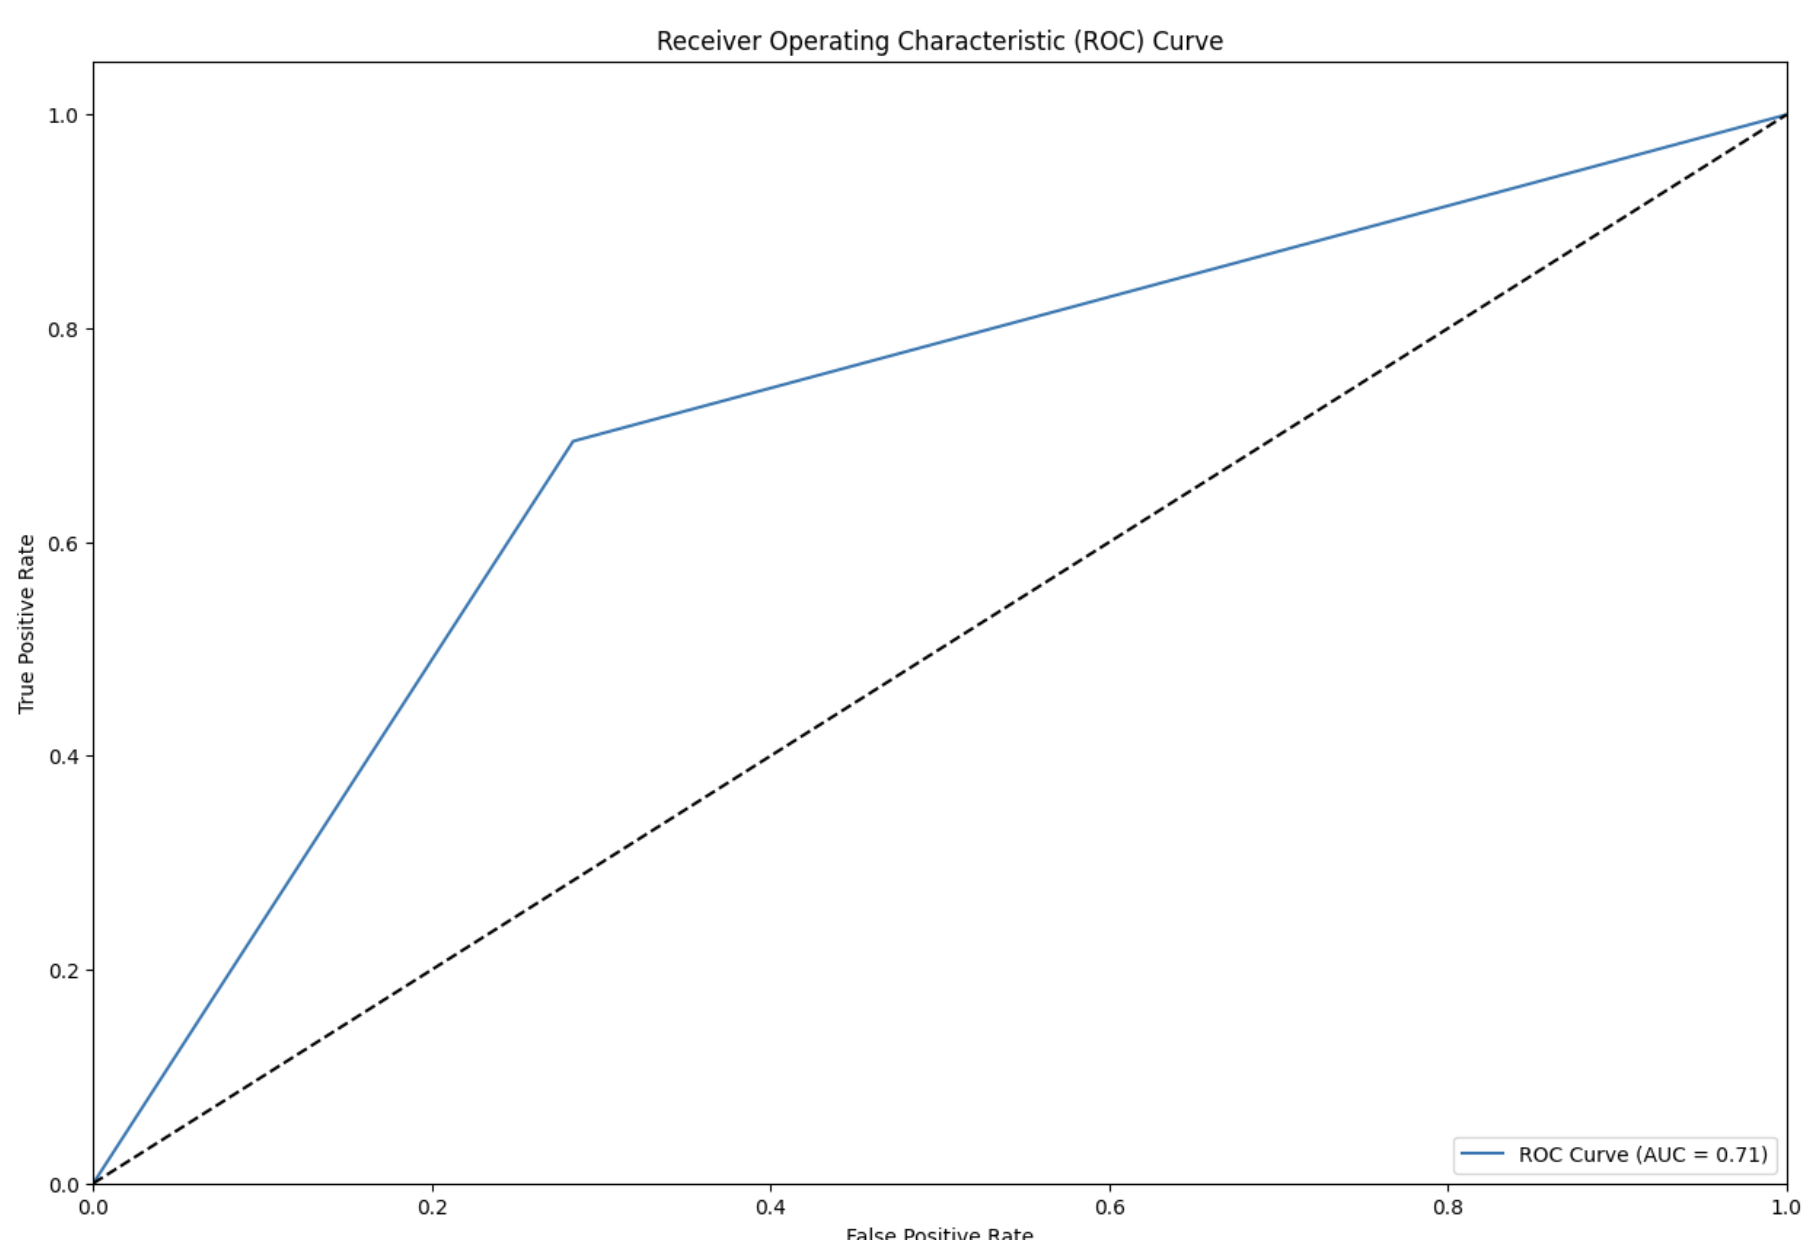 Receiver Operating Characteristic (ROC) Curve
1.0
0.8
0.6
0.4
0.2
0.0
True Positive Rate
0.0 0.2 0.4 0.6 0.8 1.0
False Positive Rate
ROC Curve (AUC = 0.71)